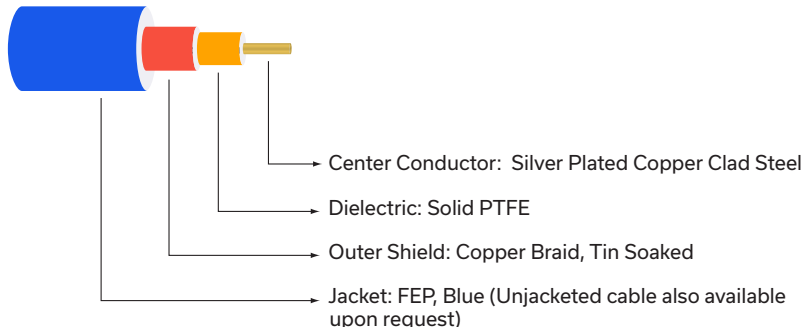 Center Conductor:  Silver Plated Copper Clad Steel
Dielectric: Solid PTFE
Outer Shield: Copper Braid, Tin Soaked
Jacket: FEP, Blue (Unjacketed cable also available
upon request)